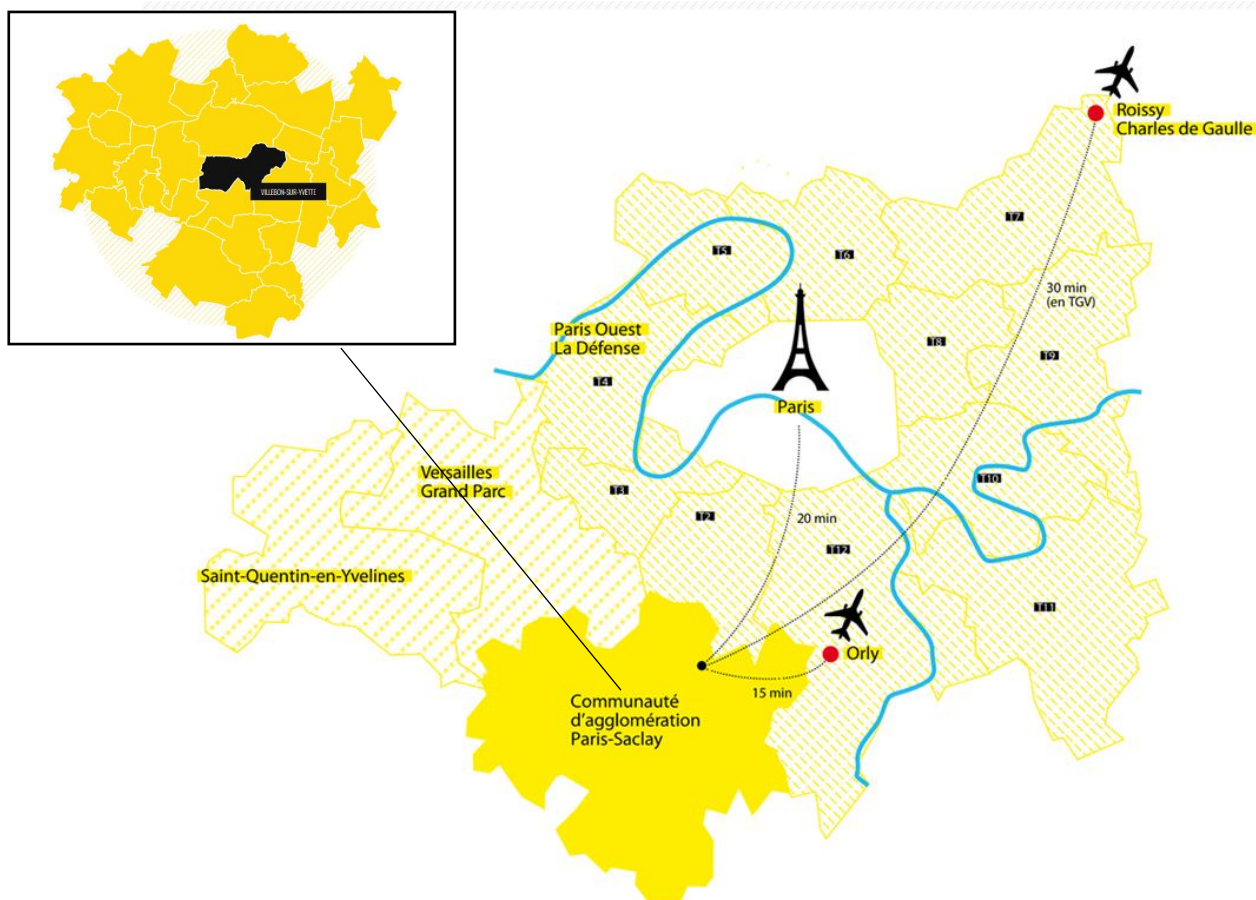 VILLEBON-SUR-YVETTE
Roissy
Charles de Gaulle
T7
T5
T6
30 min
(en TGV)
Paris Ouest
La Défense
T8
T9
T4
Paris
Versailles
Grand Parc
T3
T10
T2
20 min
T12
Saint-Quentin-en-Yvelines
T11
Orly
15 min
Communauté
d'agglomération
Paris-Saclay